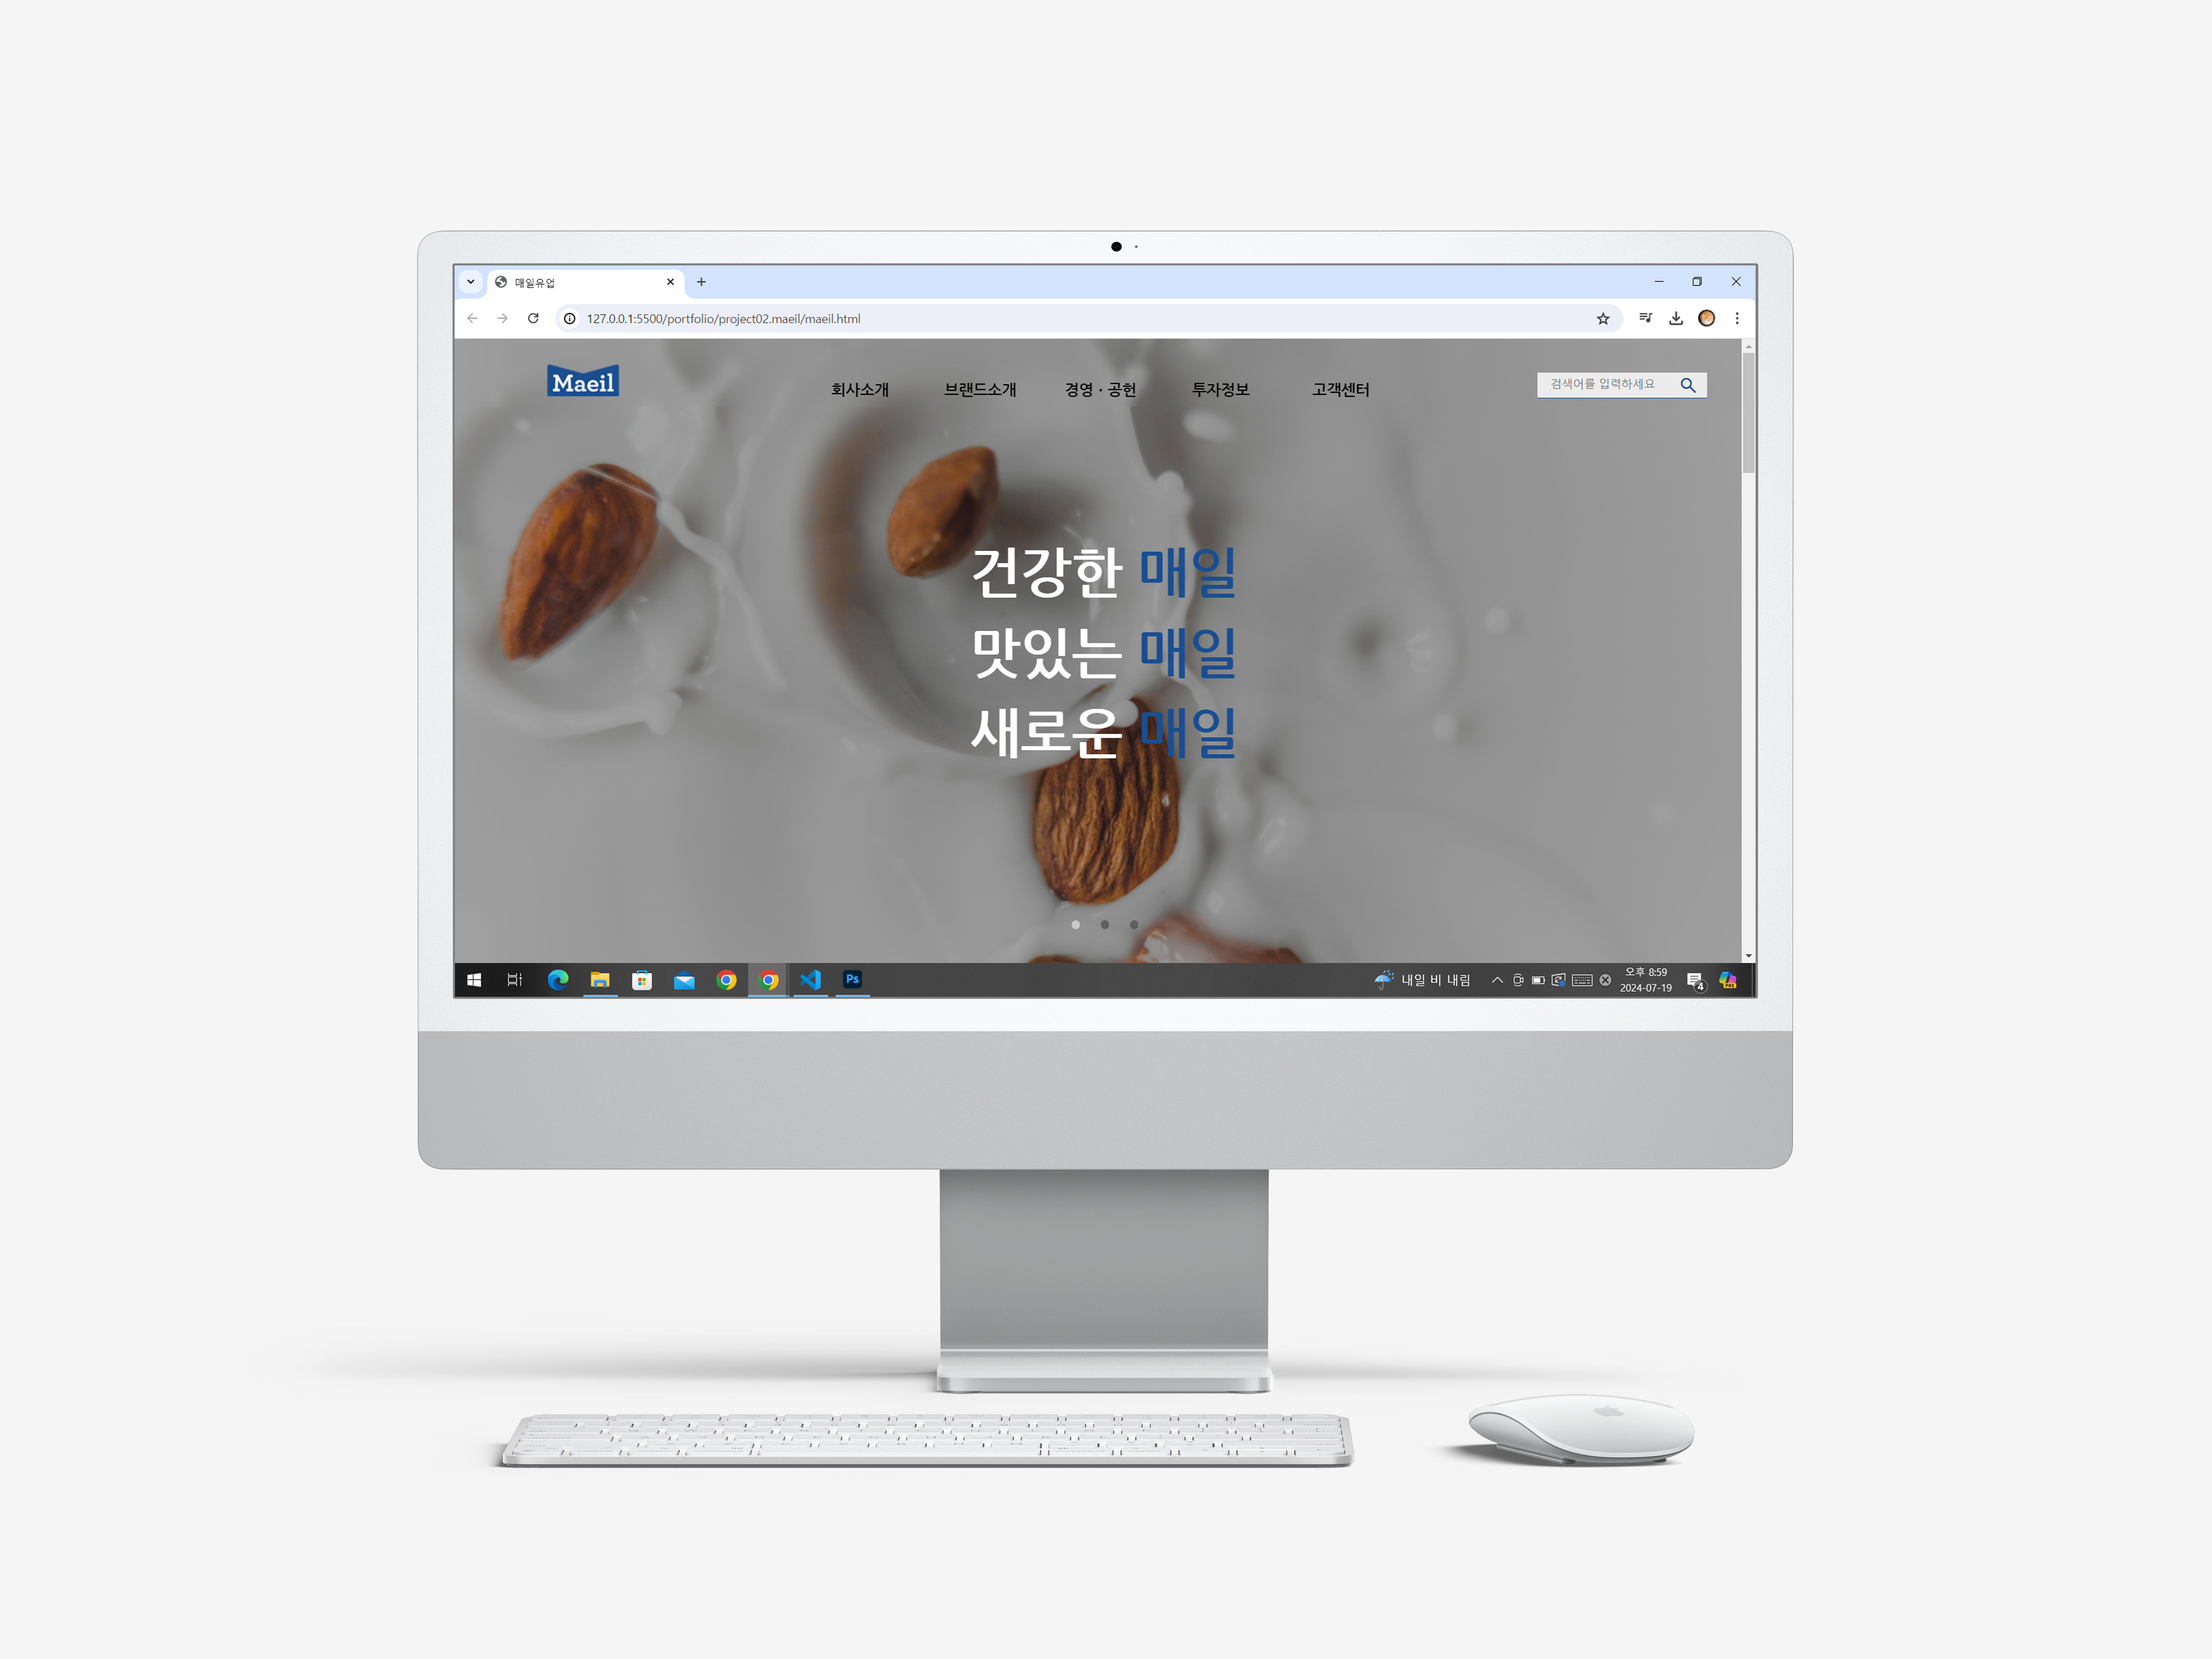 매일유업
127.0.0.1:5500/portfolio/project02.maeil/maeil.html
Maeil
회사소개 브랜드소개 경영 · 공헌 투자정보 고객센터
검색어를 입력하세요
건강한 매일
맛있는 매일
새로운 매일
Ps
내일 비 내림
오후 8:59
2024-07-19
4
PRE